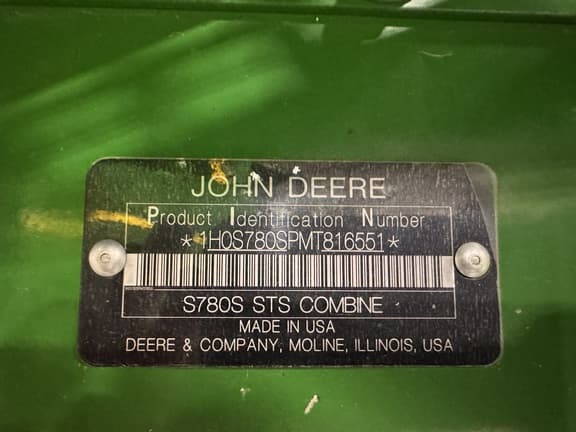 JOHN DEERE
Product Identification Number
*1H0S780SPMT816551*
S780S STS COMBINE
MADE IN USA
DEERE & COMPANY, MOLINE, ILLINOIS, USA